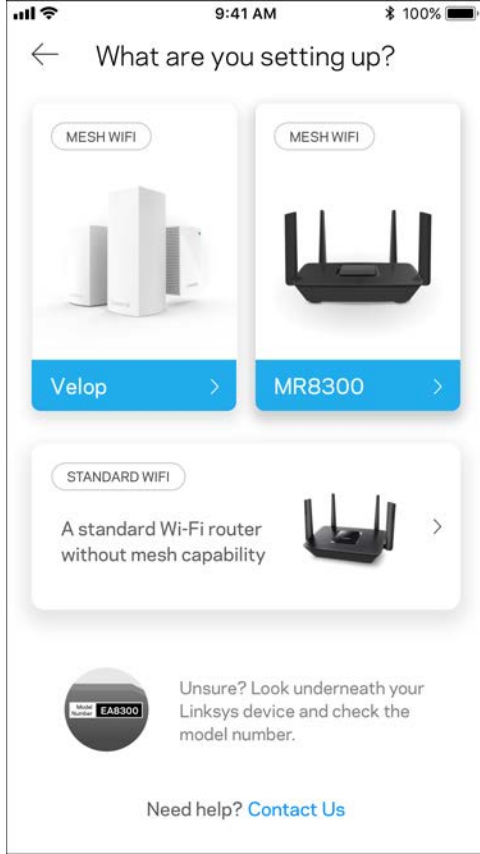 9:41 AM
100%
What are you setting up?
MESH WIFI
MESH WIFI
Velop
MR8300
STANDARD WIFI
A standard Wi-Fi router
without mesh capability
Model
Number
EA8300
Unsure? Look underneath your
Linksys device and check the
model number.
Need help? Contact Us